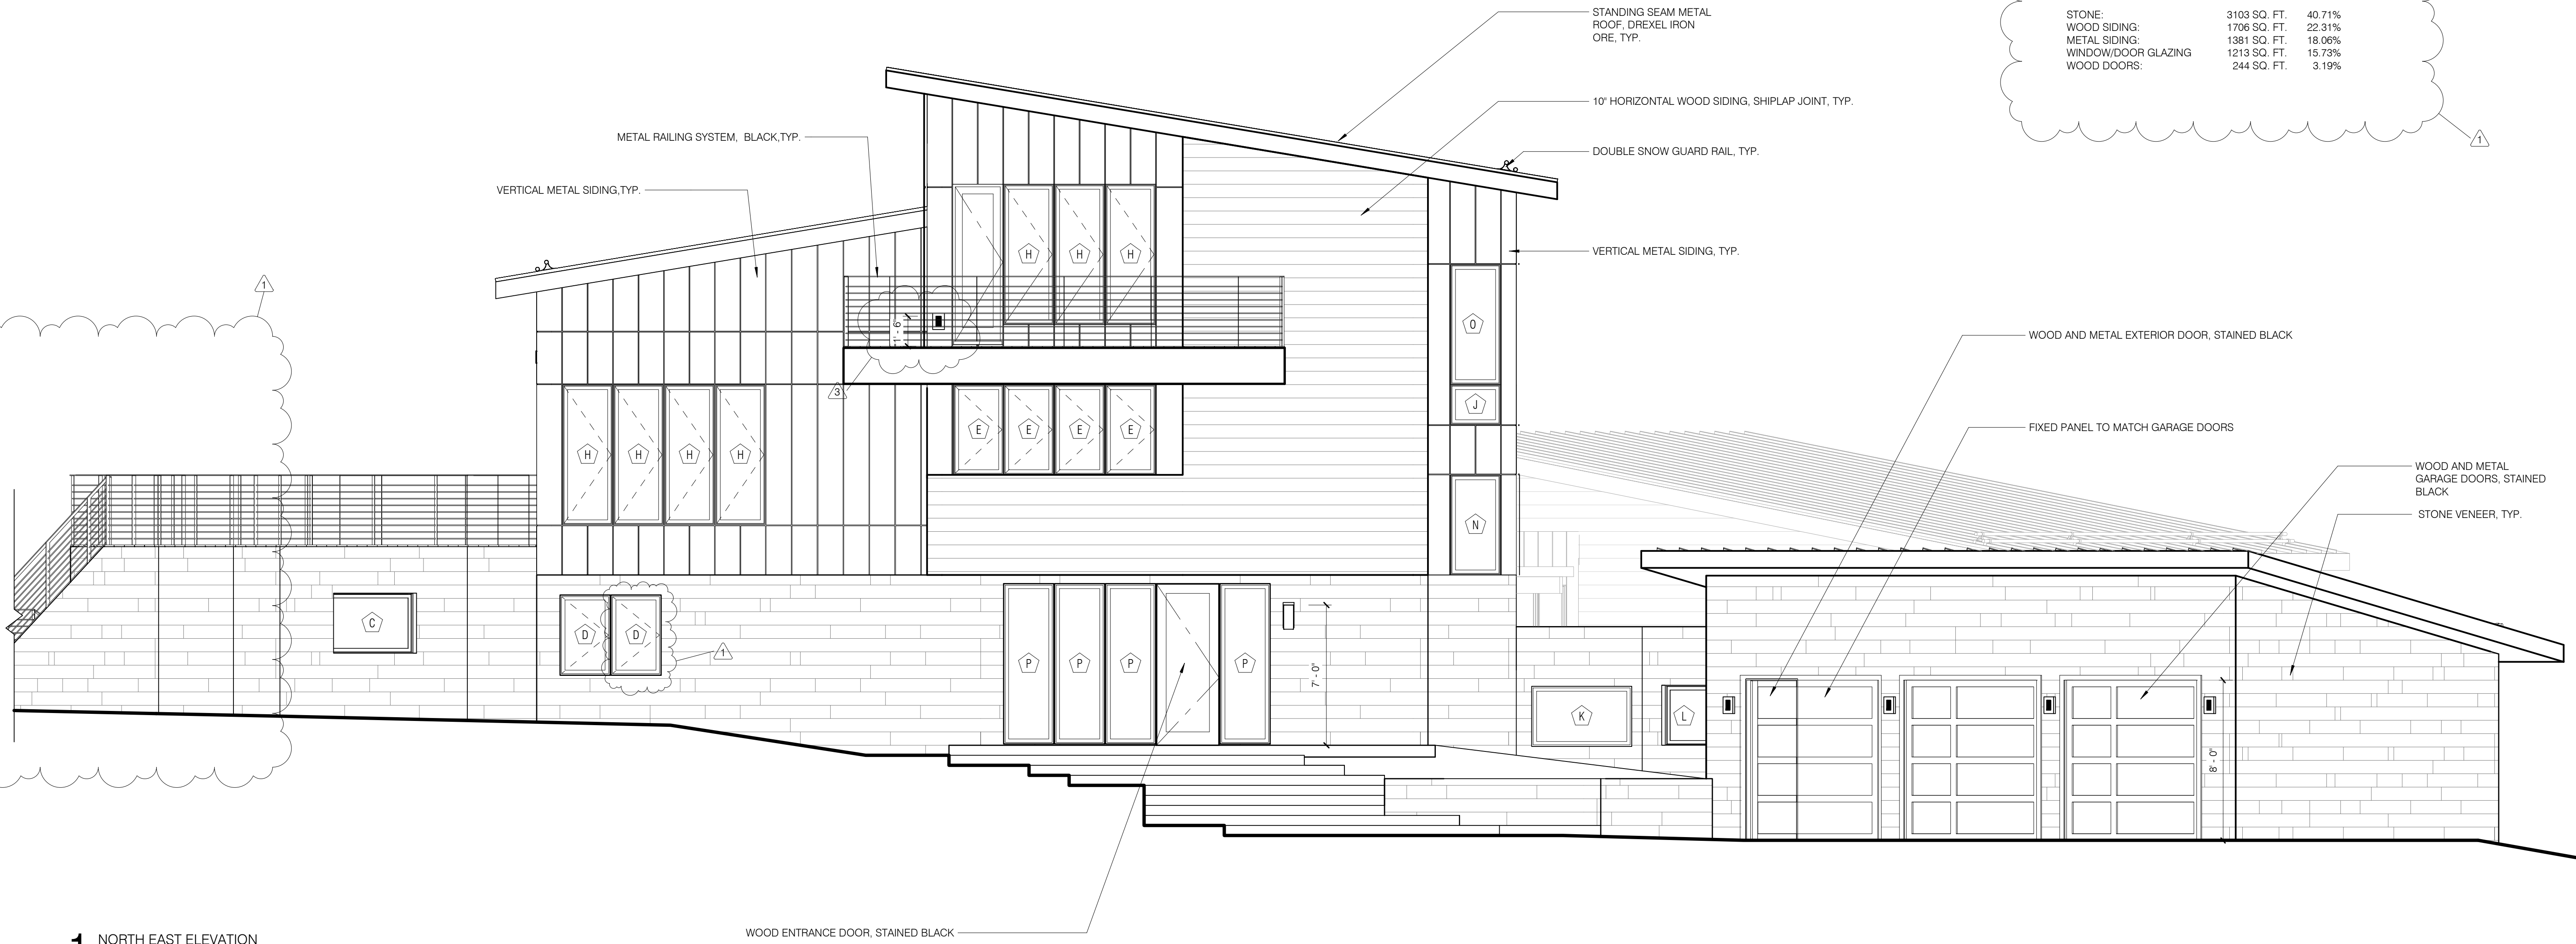 STANDING SEAM METAL
ROOF, DREXEL IRON
ORE, TYP.
STONE: 3103 SQ. FT. 40.71%
WOOD SIDING: 1706 SQ. FT. 22.31%
METAL SIDING: 1381 SQ. FT. 18.06%
WINDOW/DOOR GLAZING 1213 SQ. FT. 15.73%
WOOD DOORS: 244 SQ. FT. 3.19%
1
10" HORIZONTAL WOOD SIDING, SHIPLAP JOINT, TYP.
METAL RAILING SYSTEM, BLACK,TYP.
DOUBLE SNOW GUARD RAIL, TYP.
VERTICAL METAL SIDING,TYP.
VERTICAL METAL SIDING, TYP.
H H H
1
O
1' - 6"
WOOD AND METAL EXTERIOR DOOR, STAINED BLACK
3
J
E E E E
FIXED PANEL TO MATCH GARAGE DOORS
H H H H
WOOD AND METAL
GARAGE DOORS, STAINED
BLACK
STONE VENEER, TYP.
N
C
D D
1
P P P P
7' - 0"
K L
8' - 0"
WOOD ENTRANCE DOOR, STAINED BLACK
1 NORTH EAST ELEVATION